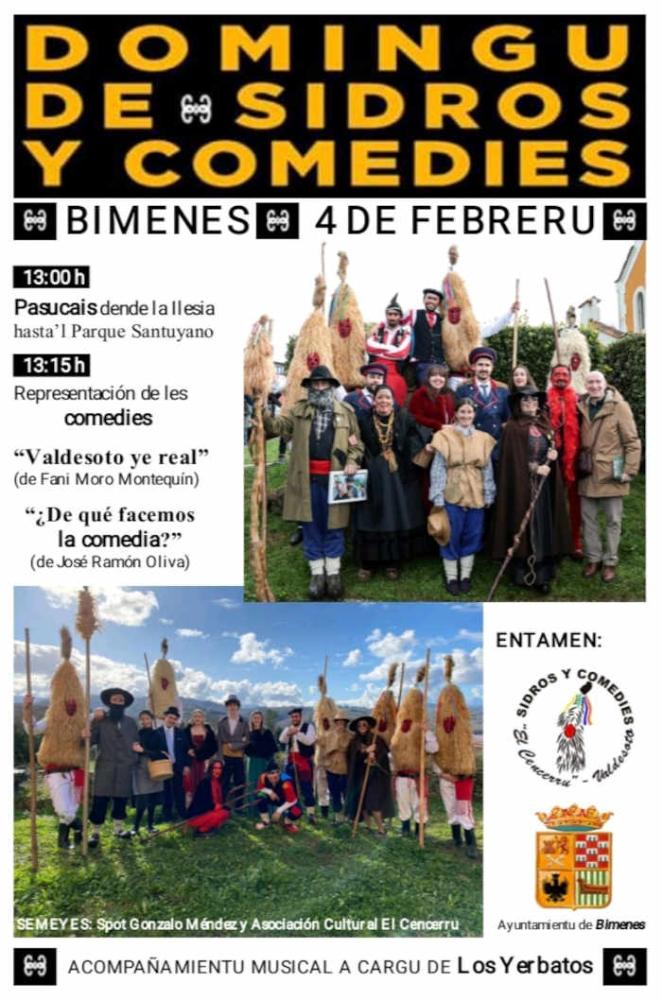 DOMINGU
DE SIDROS
Y COMEDIES
BIMENES 4 DE FEBRERU
13:00 h
Pasucais dende la Ilesia
hasta'l Parque Santuyano
13:15 h
Representación de les
comedies
“Valdesoto ye real”
(de Fani Moro Montequín)
“¿De qué facemos
la comedia?”
(de José Ramón Oliva)
ENTAMEN:
SIDROS Y COMEDIES
"El Cencerru" - Valdesoto
Ayuntamientu de Bimenes
SEMEYES: Spot Gonzalo Méndez y Asociación Cultural El Cencerru
ACOMPAÑAMIENTU MUSICAL A CARGU DE Los Yerbatos